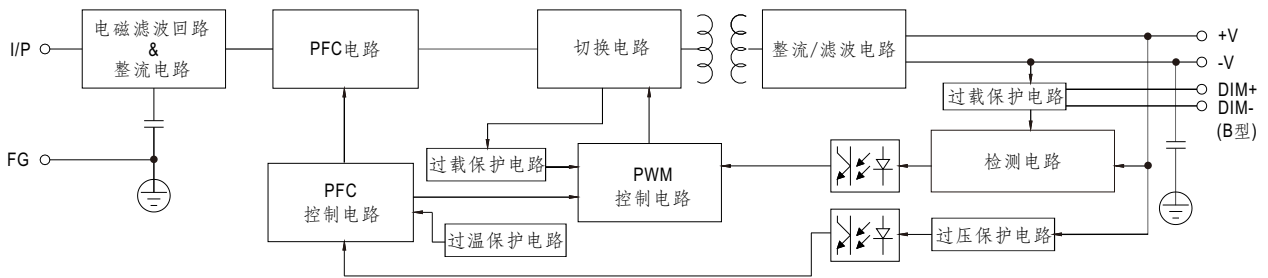 I/P
电磁滤波回路
&
整流电路
PFC电路
切换电路
整流/滤波电路
+V
-V
过载保护电路
DIM+
DIM-
(B型)
FG
过载保护电路
PFC
控制电路
PWM
控制电路
检测电路
过温保护电路
过压保护电路